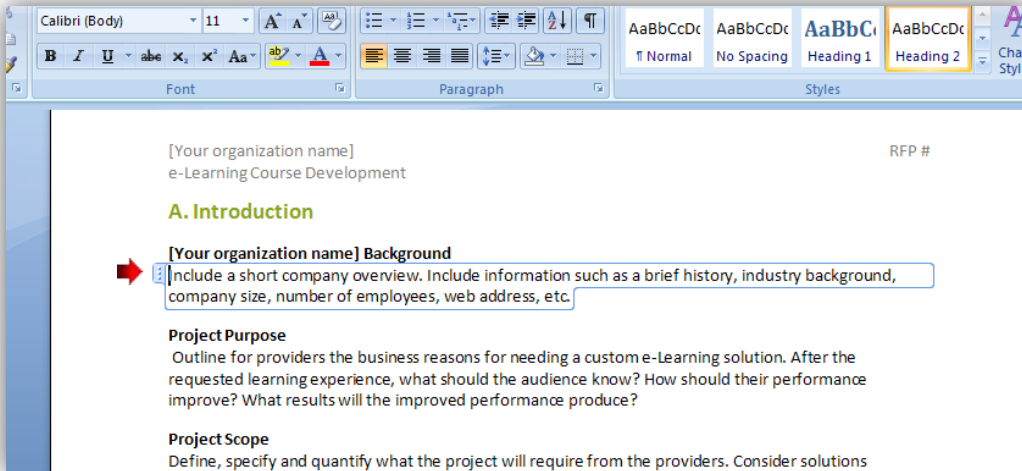 Calibri (Body) 11 A A
B I U abc X₂ X² Aa ab A
Font Paragraph Styles
AaBbCcDc AaBbCcDc AaBbC AaBbCcDc
¶ Normal No Spacing Heading 1 Heading 2
[Your organization name] RFP #
e-Learning Course Development
A. Introduction
[Your organization name] Background
Include a short company overview. Include information such as a brief history, industry background,
company size, number of employees, web address, etc.
Project Purpose
Outline for providers the business reasons for needing a custom e-Learning solution. After the
requested learning experience, what should the audience know? How should their performance
improve? What results will the improved performance produce?
Project Scope
Define, specify and quantify what the project will require from the providers. Consider solutions